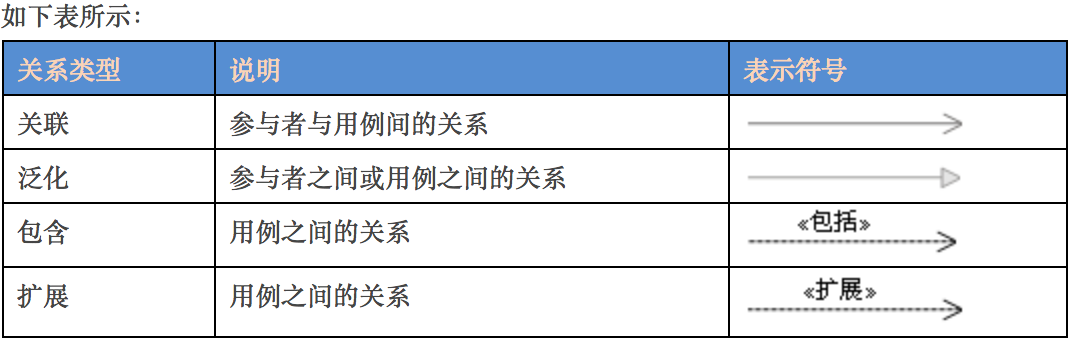 如下表所示：
关系类型 说明 表示符号
关联 参与者与用例间的关系
泛化 参与者之间或用例之间的关系
包含 用例之间的关系 «包括»
扩展 用例之间的关系 «扩展»